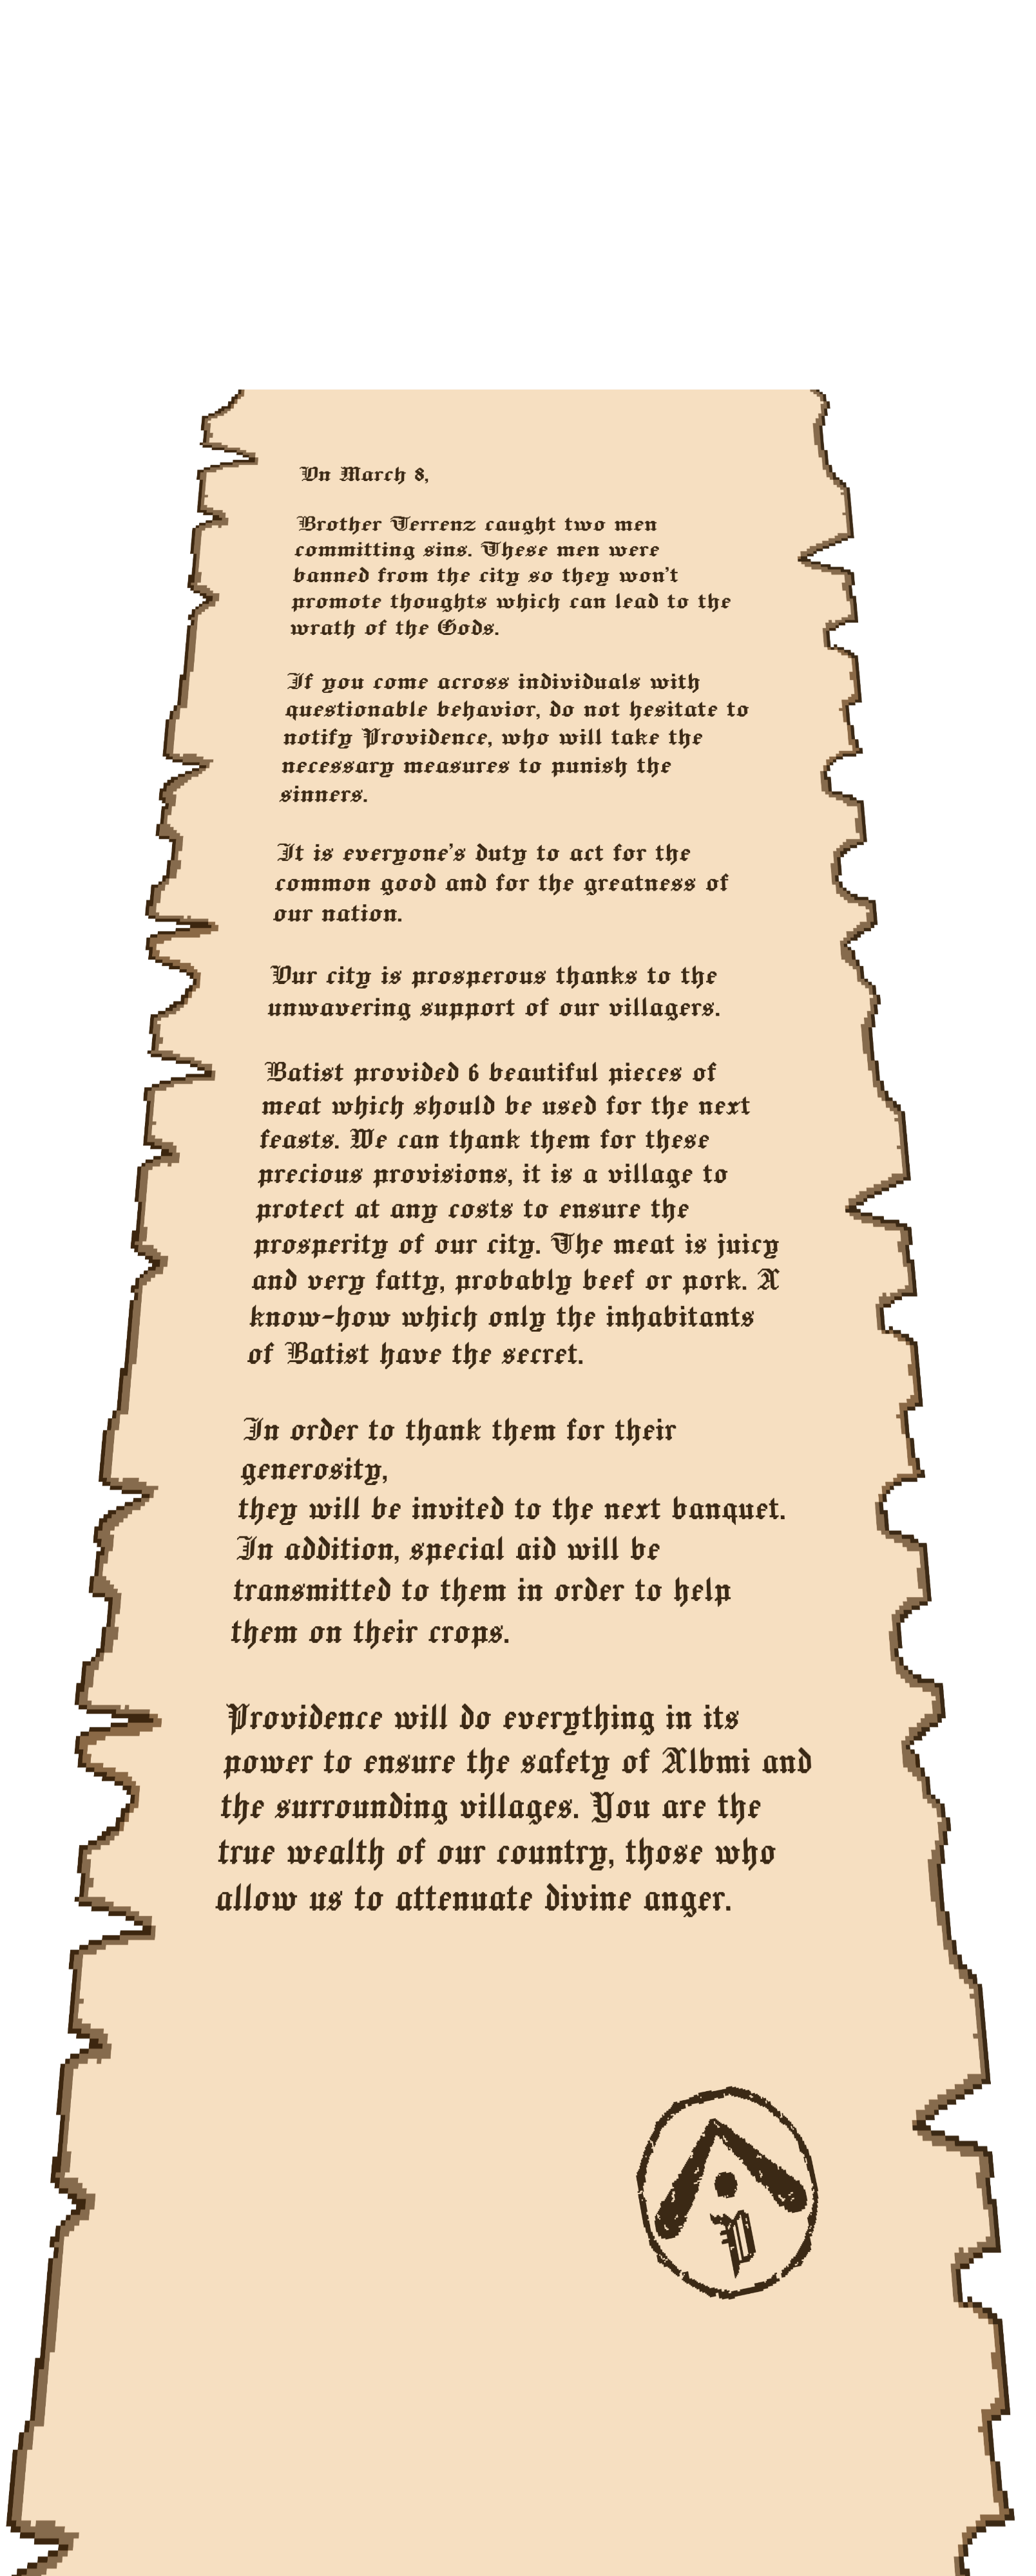 On March 8,
Brother Terrenz caught two men
committing sins. These men were
banned from the city so they won't
promote thoughts which can lead to the
wrath of the Gods.
If you come across individuals with
questionable behavior, do not hesitate to
notify Providence, who will take the
necessary measures to punish the
sinners.
It is everyone's duty to act for the
common good and for the greatness of
our nation.
Our city is prosperous thanks to the
unwavering support of our villagers.
Batist provided 6 beautiful pieces of
meat which should be used for the next
feasts. We can thank them for these
precious provisions, it is a village to
protect at any costs to ensure the
prosperity of our city. The meat is juicy
and very fatty, probably beef or pork. A
know-how which only the inhabitants
of Batist have the secret.
In order to thank them for their
generosity,
they will be invited to the next banquet.
In addition, special aid will be
transmitted to them in order to help
them on their crops.
Providence will do everything in its
power to ensure the safety of Albmi and
the surrounding villages. You are the
true wealth of our country, those who
allow us to attenuate divine anger.
P